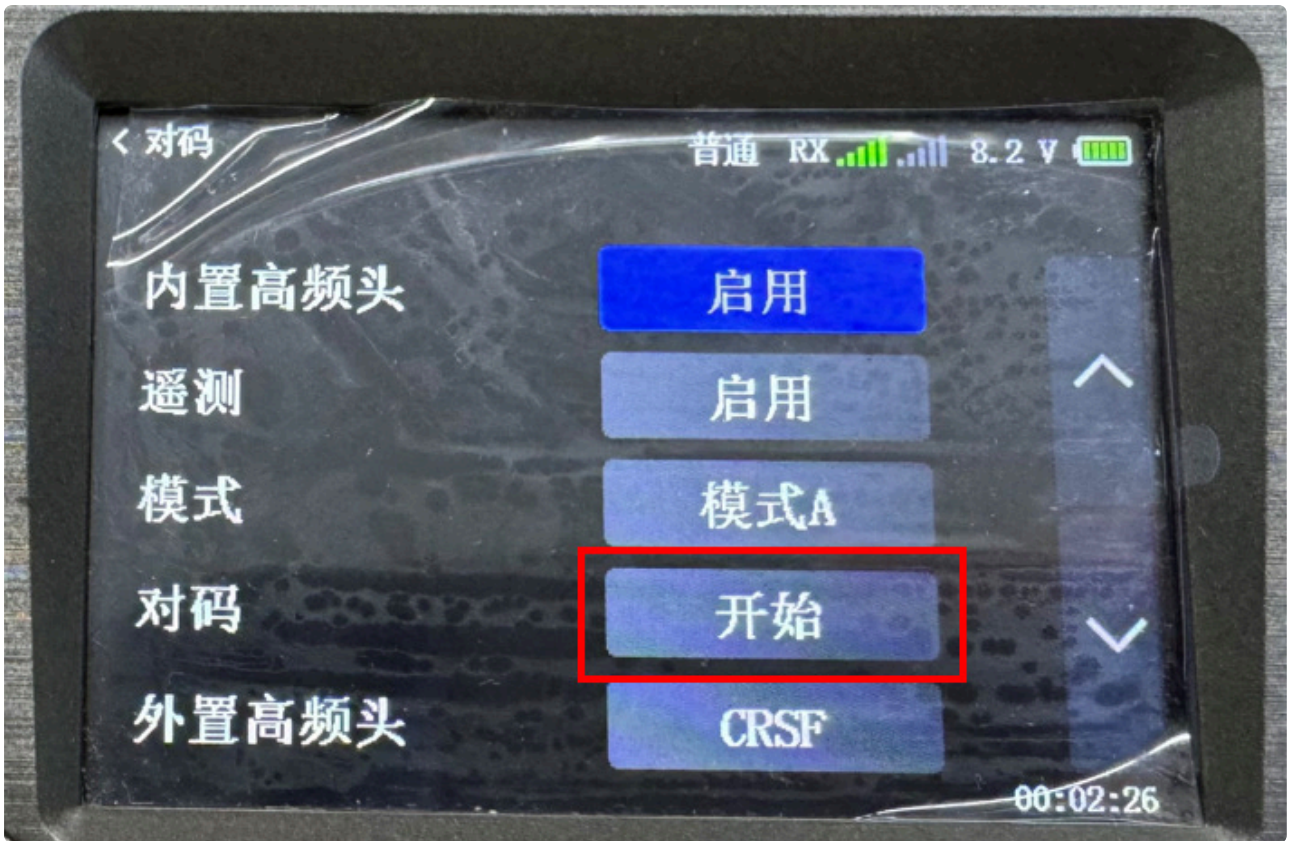 < 对码 普通 RX 8.2 V
内置高频头 启用
遥测 启用
模式 模式A
对码 开始
外置高频头 CRSF
00:02:26